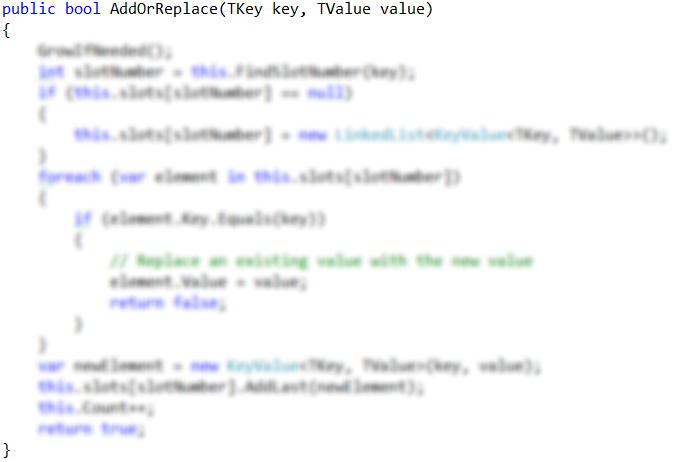 public bool AddOrReplace(TKey key, TValue value)
{
    GrowIfNeeded();
    int slotNumber = this.FindSlotNumber(key);
    if (this.slots[slotNumber] == null)
    {
        this.slots[slotNumber] = new LinkedList<KeyValue<TKey, TValue>>();
    }
    foreach (var element in this.slots[slotNumber])
    {
        if (element.Key.Equals(key))
        {
            // Replace an existing value with the new value
            element.Value = value;
            return false;
        }
    }
    var newElement = new KeyValue<TKey, TValue>(key, value);
    this.slots[slotNumber].AddLast(newElement);
    this.Count++;
    return true;
}